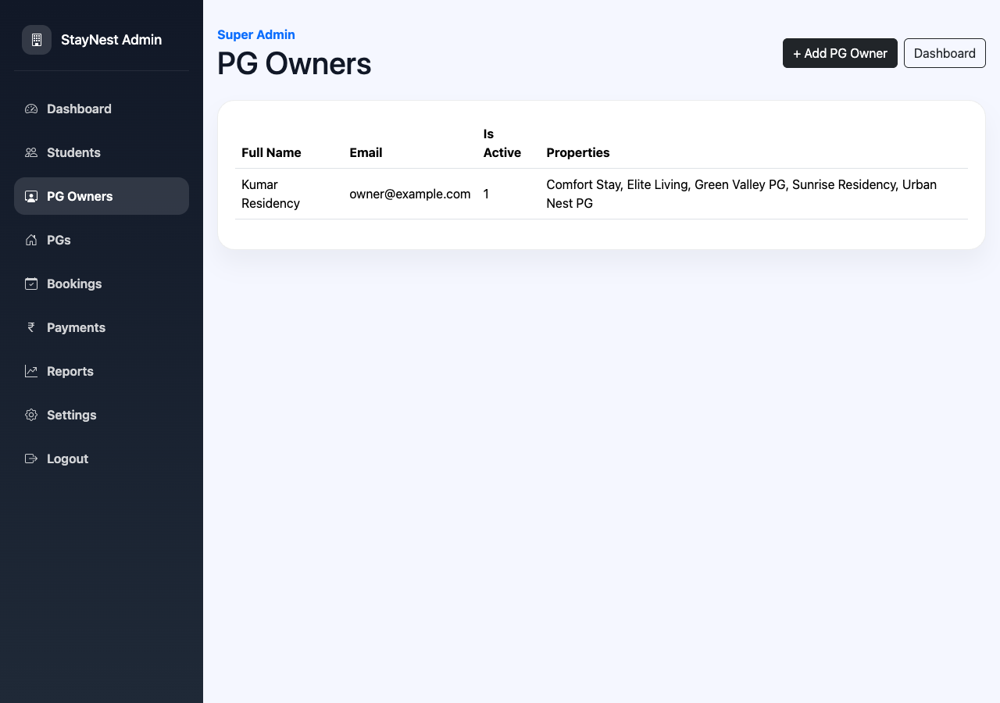 StayNest Admin
Dashboard
Students
PG Owners
PGs
Bookings
₹ Payments
Reports
Settings
Logout
Super Admin
PG Owners
+ Add PG Owner
Dashboard
Full Name
Email
Is
Active
Properties
Kumar
Residency
owner@example.com
1
Comfort Stay, Elite Living, Green Valley PG, Sunrise Residency, Urban
Nest PG